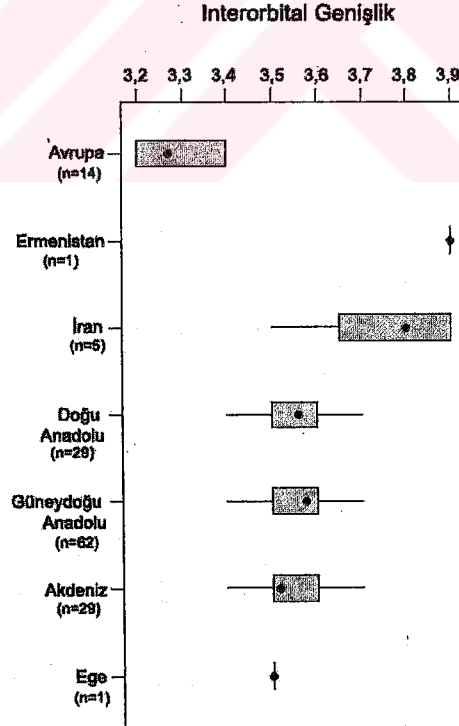 Interorbital Genişlik
3,2 3,3 3,4 3,5 3,6 3,7 3,8 3,9
Avrupa
(n=14)
Ermenistan
(n=1)
İran
(n=5)
Doğu
Anadolu
(n=29)
Güneydoğu
Anadolu
(n=62)
Akdeniz
(n=29)
Ege
(n=1)